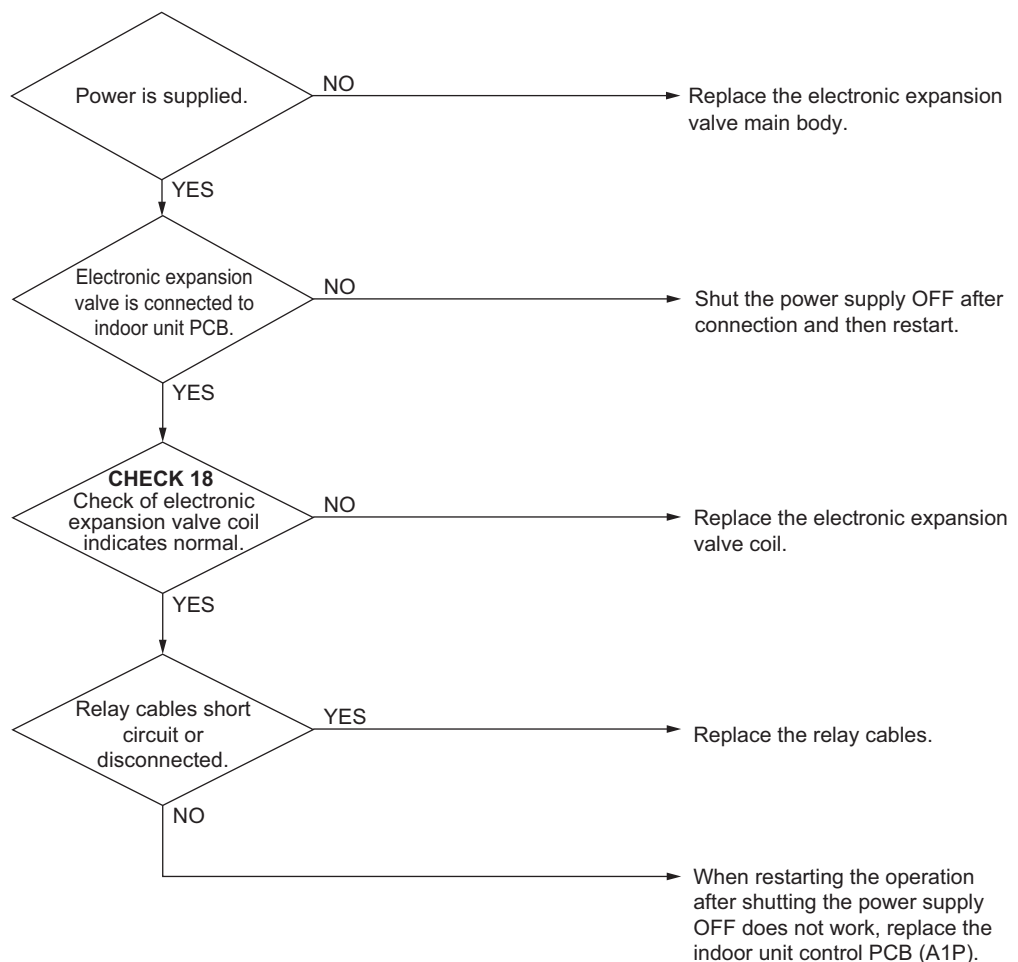 Power is supplied.
NO
Replace the electronic expansion
valve main body.
YES
Electronic expansion
valve is connected to
indoor unit PCB.
NO
Shut the power supply OFF after
connection and then restart.
YES
CHECK 18
Check of electronic
expansion valve coil
indicates normal.
NO
Replace the electronic expansion
valve coil.
YES
Relay cables short
circuit or
disconnected.
YES
Replace the relay cables.
NO
When restarting the operation
after shutting the power supply
OFF does not work, replace the
indoor unit control PCB (A1P).